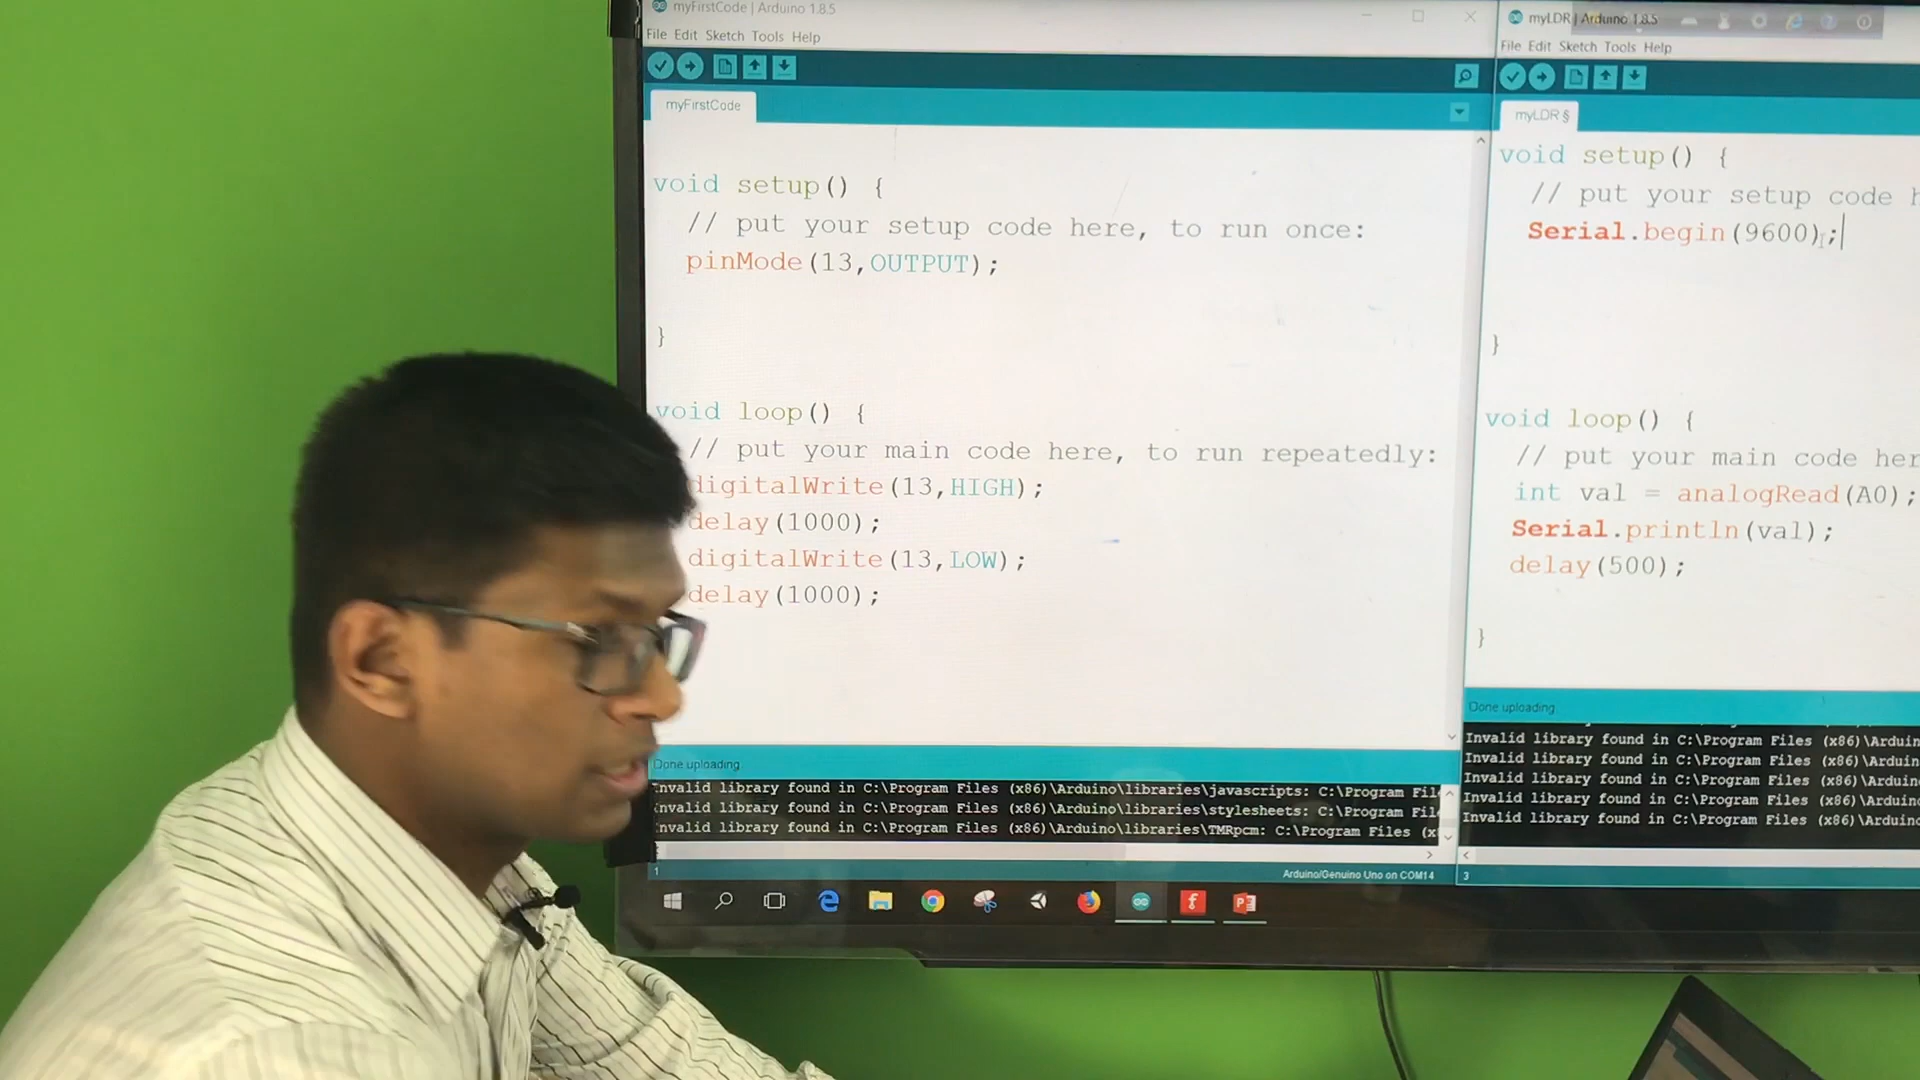 myFirstCode | Arduino 1.8.5
File Edit Sketch Tools Help
myFirstCode
void setup() {
// put your setup code here, to run once:
pinMode(13,OUTPUT);
}
void loop() {
// put your main code here, to run repeatedly:
digitalWrite(13,HIGH);
delay(1000);
digitalWrite(13,LOW);
delay(1000);
Done uploading
Invalid library found in C:\Program Files (x86)\Arduino\libraries\javascripts: C:\Program Fil
Invalid library found in C:\Program Files (x86)\Arduino\libraries\stylesheets: C:\Program Fil
Invalid library found in C:\Program Files (x86)\Arduino\libraries\TMRpcm: C:\Program Files (x
1
Arduino/Genuino Uno on COM14
myLDR | Arduino 1.8.5
File Edit Sketch Tools Help
myLDR §
void setup() {
// put your setup code h
Serial.begin(9600);
}
void loop() {
// put your main code her
int val = analogRead(A0);
Serial.println(val);
delay(500);
}
Done uploading
Invalid library found in C:\Program Files (x86)\Arduin
Invalid library found in C:\Program Files (x86)\Arduino
Invalid library found in C:\Program Files (x86)\Arduin
Invalid library found in C:\Program Files (x86)\Arduino
Invalid library found in C:\Program Files (x86)\Arduino
3